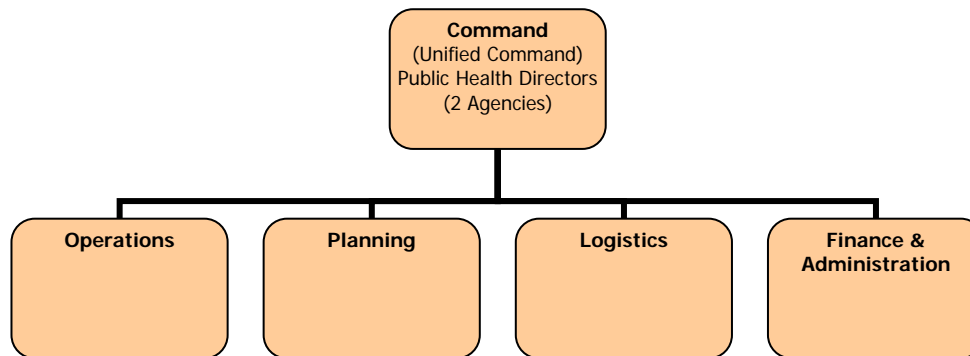 Command
(Unified Command)
Public Health Directors
(2 Agencies)
Operations
Planning
Logistics
Finance &
Administration